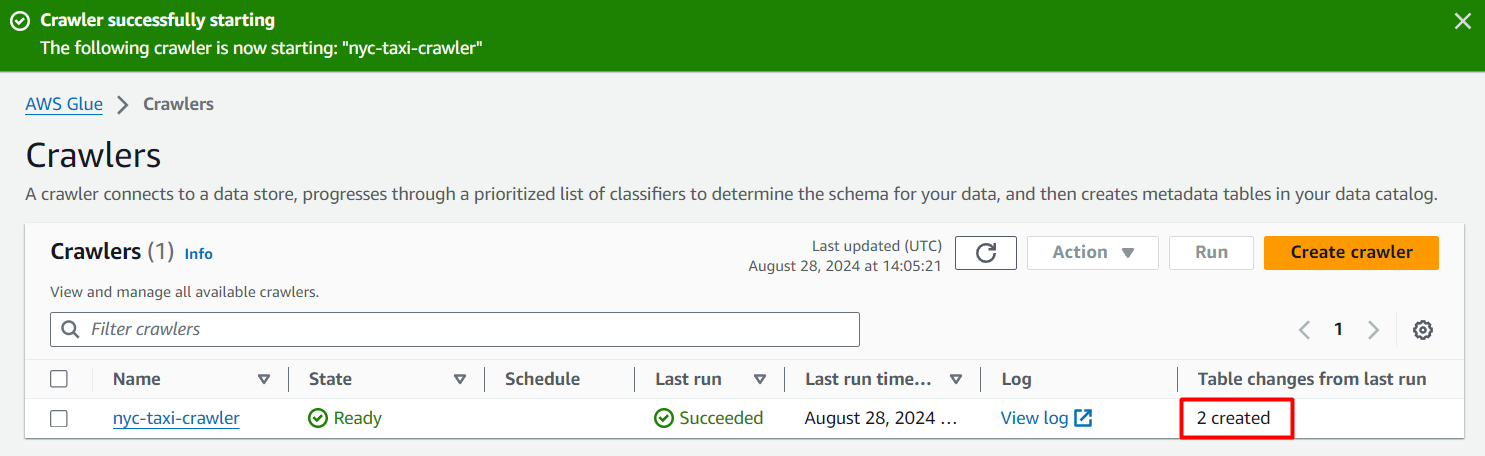 Crawler successfully starting
The following crawler is now starting: "nyc-taxi-crawler"
AWS Glue Crawlers
Crawlers
A crawler connects to a data store, progresses through a prioritized list of classifiers to determine the schema for your data, and then creates metadata tables in your data catalog.
Crawlers (1) Info
Last updated (UTC)
August 28, 2024 at 14:05:21
Action
Run
Create crawler
View and manage all available crawlers.
Filter crawlers
1
Name State Schedule Last run Last run time... Log Table changes from last run
nyc-taxi-crawler Ready Succeeded August 28, 2024 ... View log 2 created